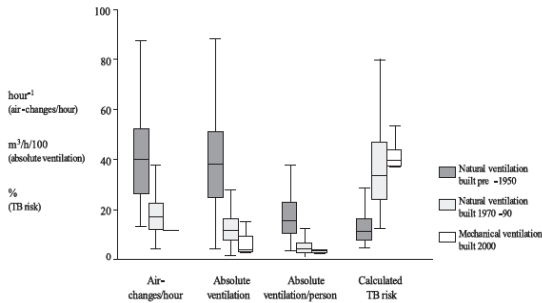 100
80
60
40
20
0
hour-1
(air-changes/hour)
m3/h/100
(absolute ventilation)
%
(TB risk)
Air-
changes/hour
Absolute
ventilation
Absolute
ventilation/person
Calculated
TB risk
Natural ventilation
built pre -1950
Natural ventilation
built 1970 -90
Mechanical ventilation
built 2000